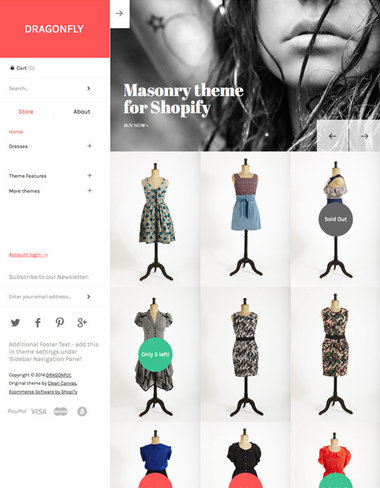 DRAGONFLY
Cart (0)
Search...
Store
About
Home
Dresses
Theme Features
More themes
Account login →
Subscribe to our Newsletter:
Enter your email address...
Additional Footer Text - add this
in theme settings under
'Sidebar Navigation Panel'
Copyright © 2014 DRAGONFLY.
Original theme by Clean Canvas.
Ecommerce Software by Shopify
PayPal VISA
Masonry theme
for Shopify
BUY NOW ›
Sold Out
Only 5 left!